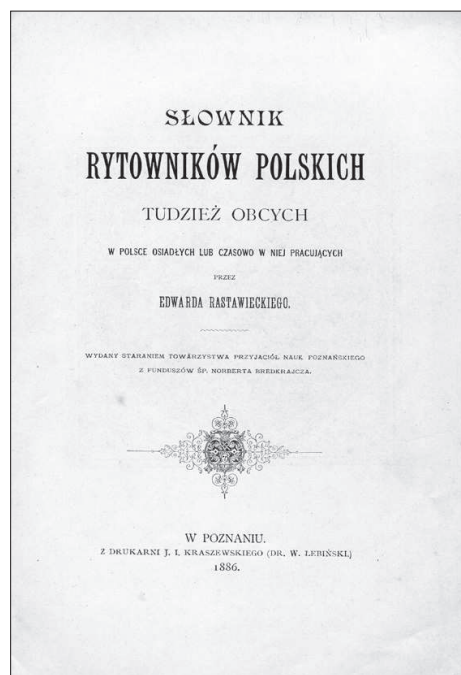 SŁOWNIK
RYTOWNIKÓW POLSKICH
TUDZIEŻ OBCYCH
W POLSCE OSIADŁYCH LUB CZASOWO W NIEJ PRACUJĄCYCH
PRZEZ
EDWARDA RASTAWIECKIEGO.
WYDANY STARANIEM TOWARZYSTWA PRZYJACIÓŁ NAUK POZNAŃSKIEGO
Z FUNDUSZÓW ŚP. NORBERTA BREDKRAJCZA.
W POZNANIU.
Z DRUKARNI J. I. KRASZEWSKIEGO (DR. W. ŁEBIŃSKI.)
1886.